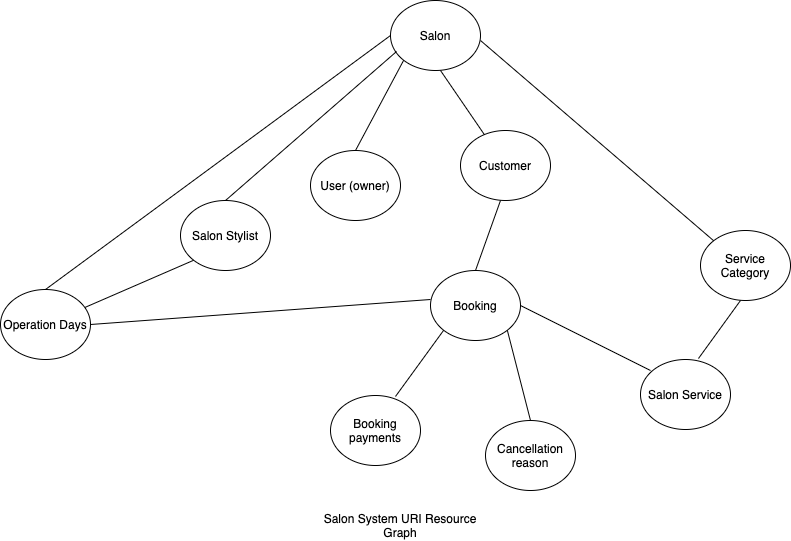 Salon
User (owner)
Customer
Salon Stylist
Service
Category
Operation Days
Booking
Salon Service
Booking
payments
Cancellation
reason
Salon System URI Resource
Graph